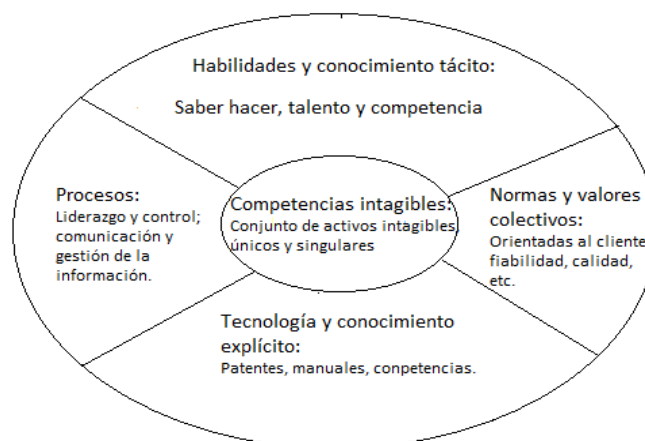 Habilidades y conocimiento tácito:
Saber hacer, talento y competencia
Procesos:
Liderazgo y control;
comunicación y
gestión de la
información.
Competencias intagibles:
Conjunto de activos intagibles,
únicos y singulares
Normas y valores
colectivos:
Orientadas al cliente,
fiabilidad, calidad,
etc.
Tecnología y conocimiento
explícito:
Patentes, manuales, conpetencias.